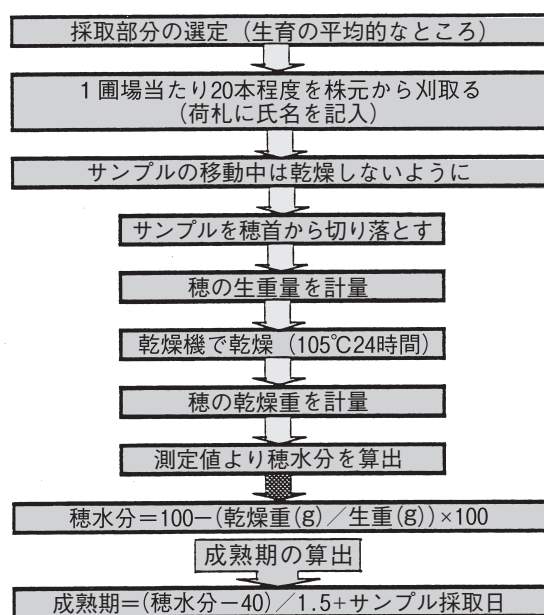 採取部分の選定（生育の平均的なところ）
1圃場当たり20本程度を株元から刈取る
（荷札に氏名を記入）
サンプルの移動中は乾燥しないように
サンプルを穂首から切り落とす
穂の生重量を計量
乾燥機で乾燥（105℃24時間）
穂の乾燥重を計量
測定値より穂水分を算出
穂水分＝100－（乾燥重(g)／生重(g)）×100
成熟期の算出
成熟期＝(穂水分－40)／1.5＋サンプル採取日